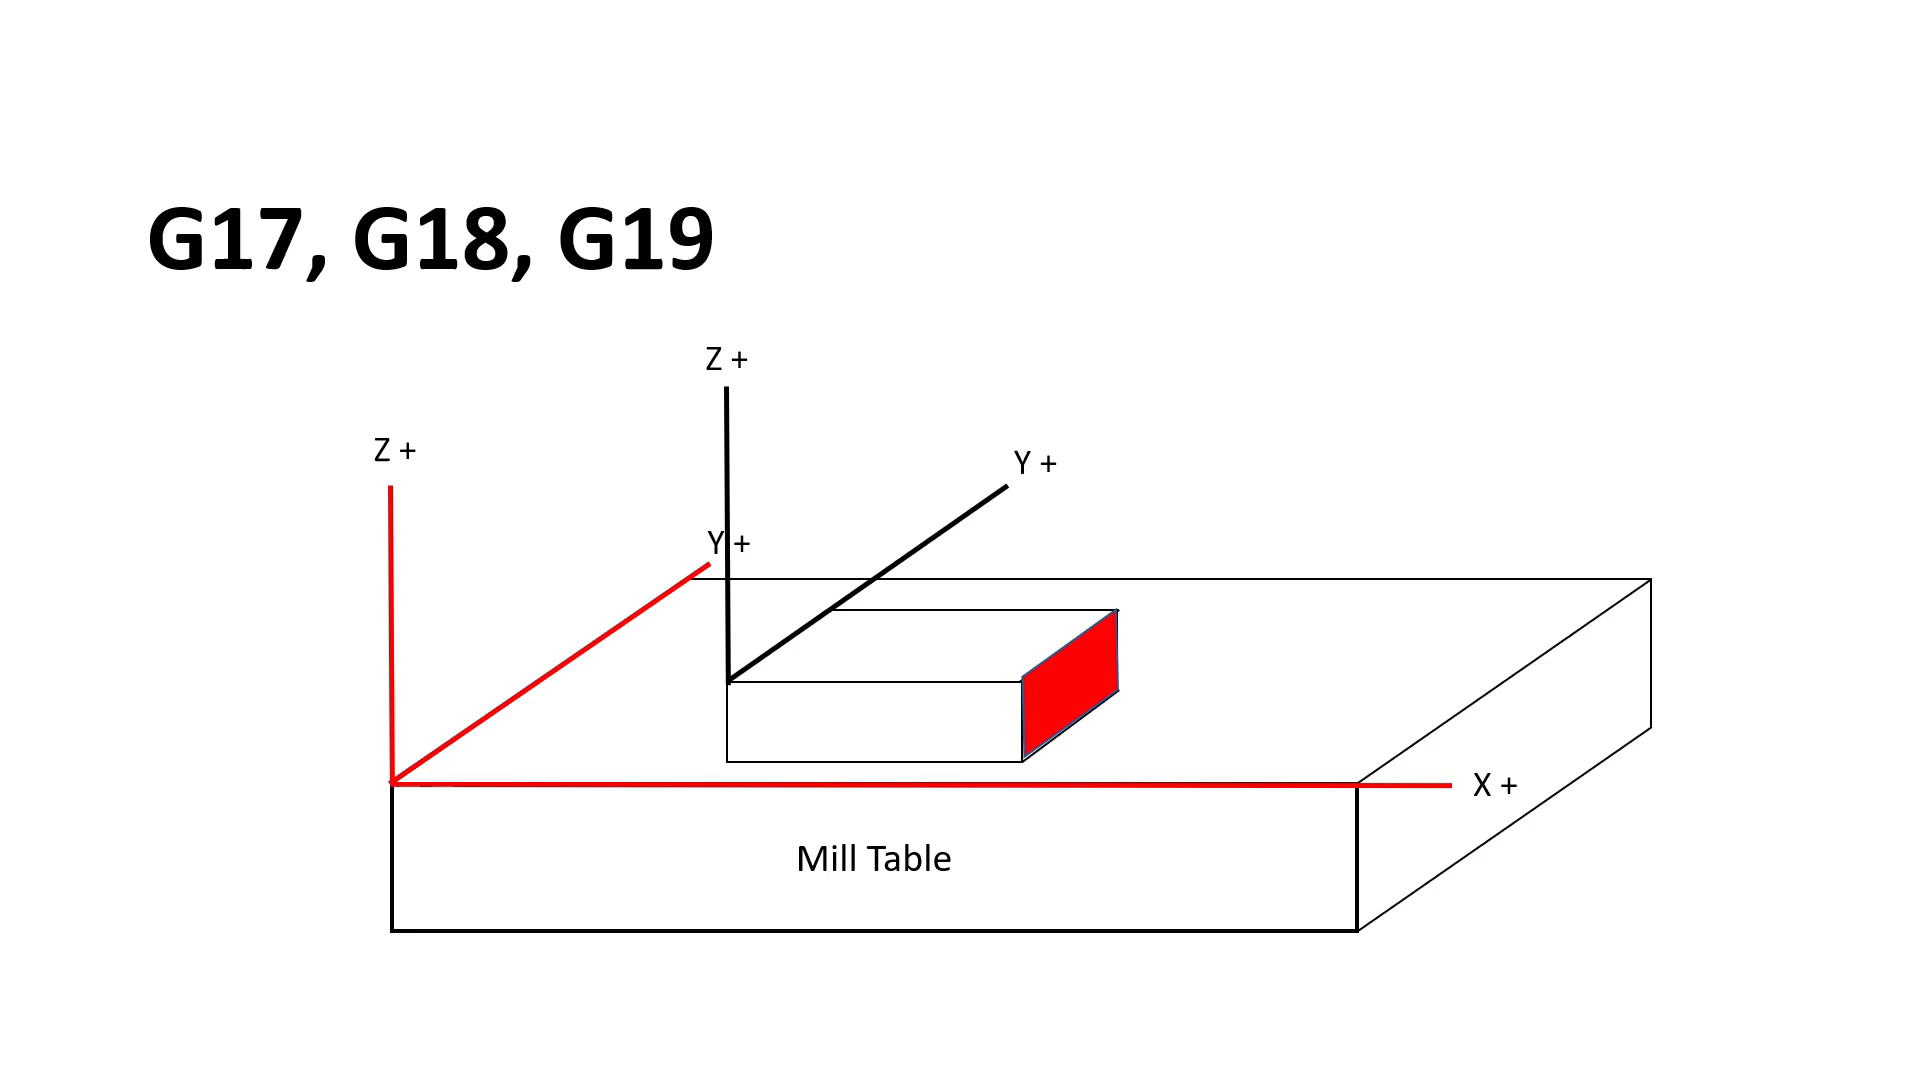 G17, G18, G19
Z +
Z +
Y +
Y +
X +
Mill Table